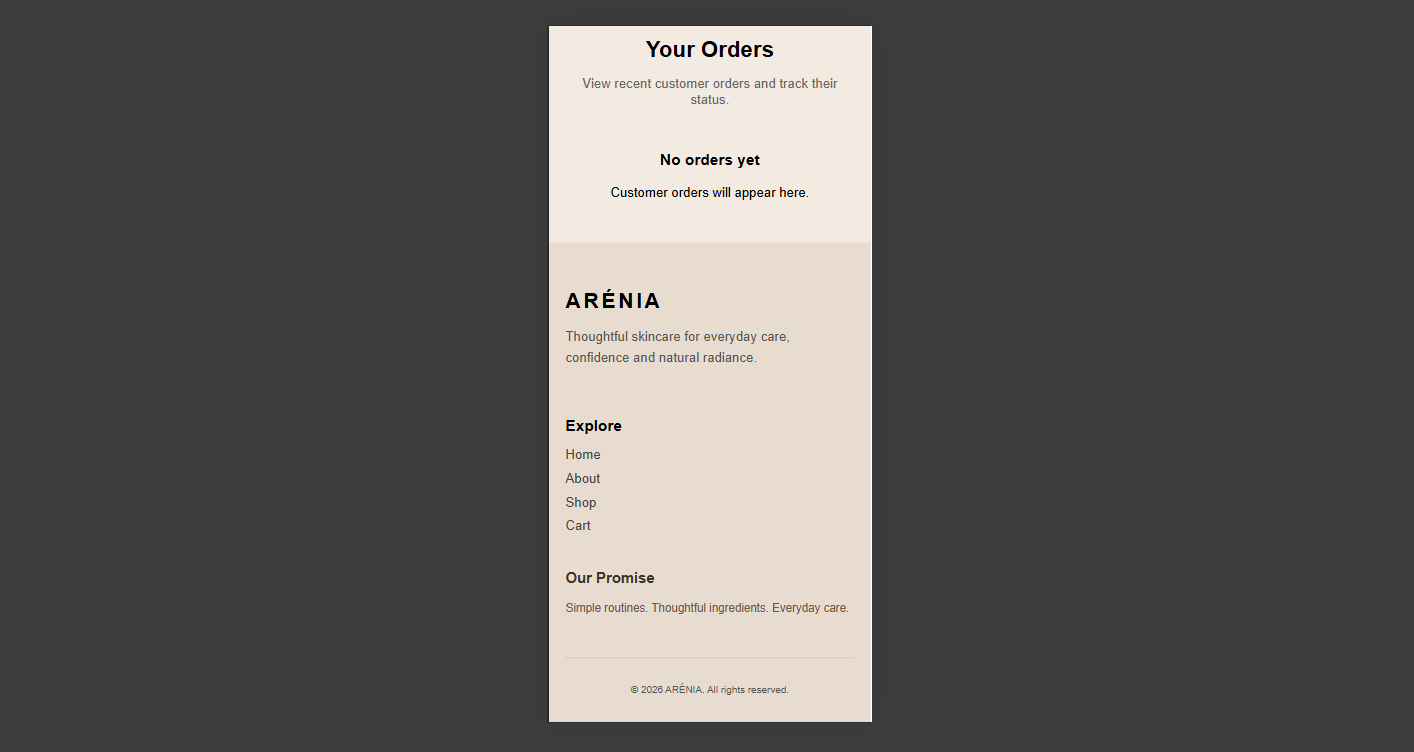 Your Orders
View recent customer orders and track their
status.
No orders yet
Customer orders will appear here.
ARÉNIA
Thoughtful skincare for everyday care,
confidence and natural radiance.
Explore
Home
About
Shop
Cart
Our Promise
Simple routines. Thoughtful ingredients. Everyday care.
© 2026 ARÉNIA. All rights reserved.